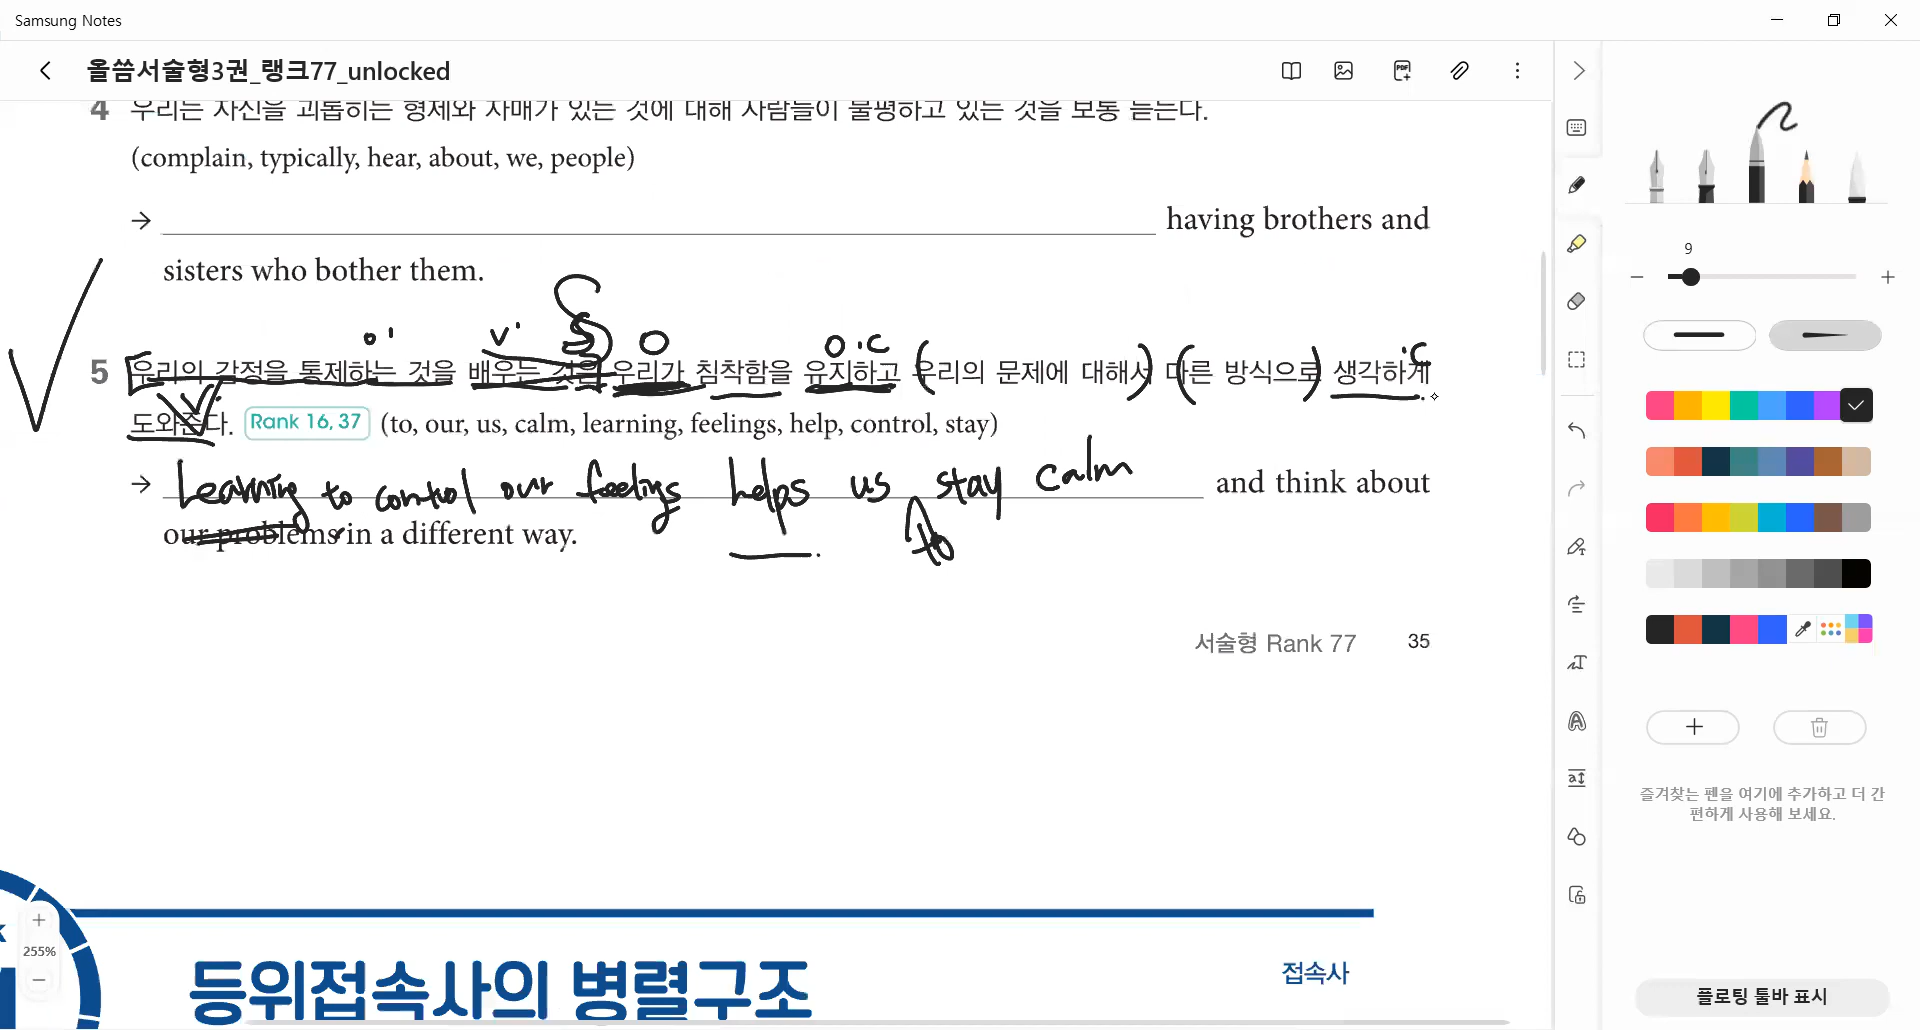 Samsung Notes
올씀서술형3권_랭크77_unlocked
4 우리는 자신을 괴롭히는 형제와 자매가 있는 것에 대해 사람들이 불평하고 있는 것을 보통 듣는다.
(complain, typically, hear, about, we, people)
→ having brothers and
sisters who bother them.
S
o' v' O O·C ·C
5 우리의 감정을 통제하는 것을 배우는 것은 우리가 침착함을 유지하고 (우리의 문제에 대해서) (다른 방식으로) 생각하게
V
도와준다. Rank 16, 37 (to, our, us, calm, learning, feelings, help, control, stay)
→ Learning to control our feelings helps us stay calm and think about
our problems in a different way.
to
서술형 Rank 77 35
등위접속사의 병렬구조 접속사
255%
9
즐겨찾는 펜을 여기에 추가하고 더 간
편하게 사용해 보세요.
플로팅 툴바 표시